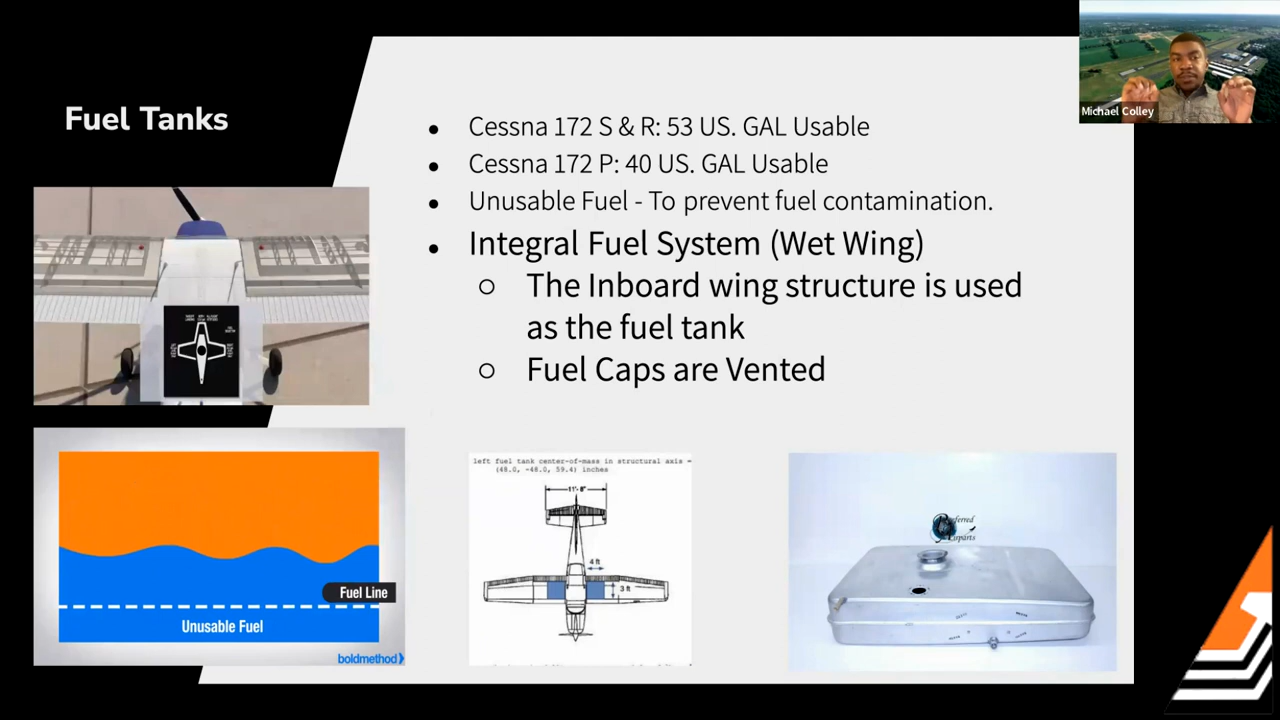 Fuel Tanks
Michael Colley
• Cessna 172 S & R: 53 US. GAL Usable
• Cessna 172 P: 40 US. GAL Usable
• Unusable Fuel - To prevent fuel contamination.
• Integral Fuel System (Wet Wing)
○ The Inboard wing structure is used
as the fuel tank
○ Fuel Caps are Vented
Fuel Line
Unusable Fuel
boldmethod
left fuel tank center-of-mass in structural axis =
(48.0, -48.0, 59.4) inches
11'- 8"
4 ft
3 ft